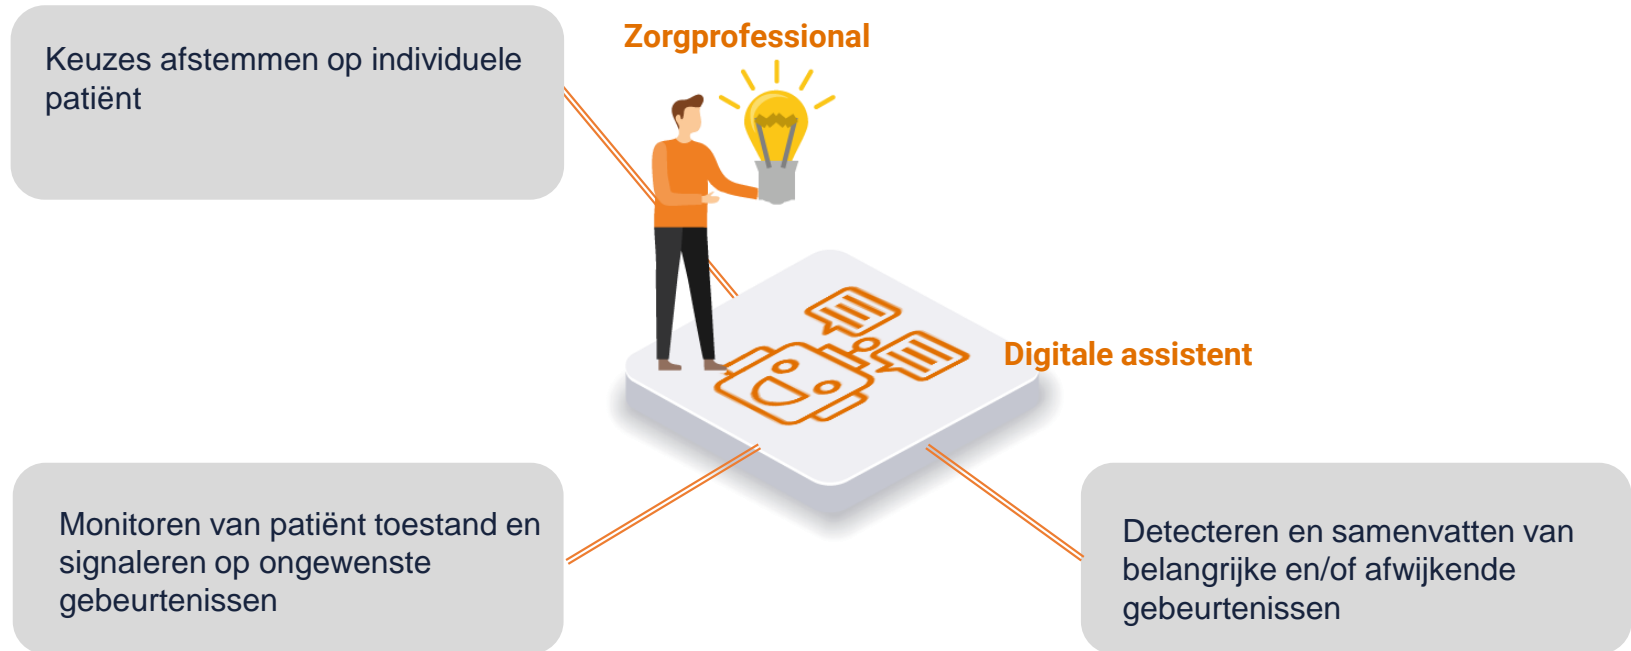 Zorgprofessional
Keuzes afstemmen op individuele
patiënt
Digitale assistent
Monitoren van patiënt toestand en
signaleren op ongewenste
gebeurtenissen
Detecteren en samenvatten van
belangrijke en/of afwijkende
gebeurtenissen